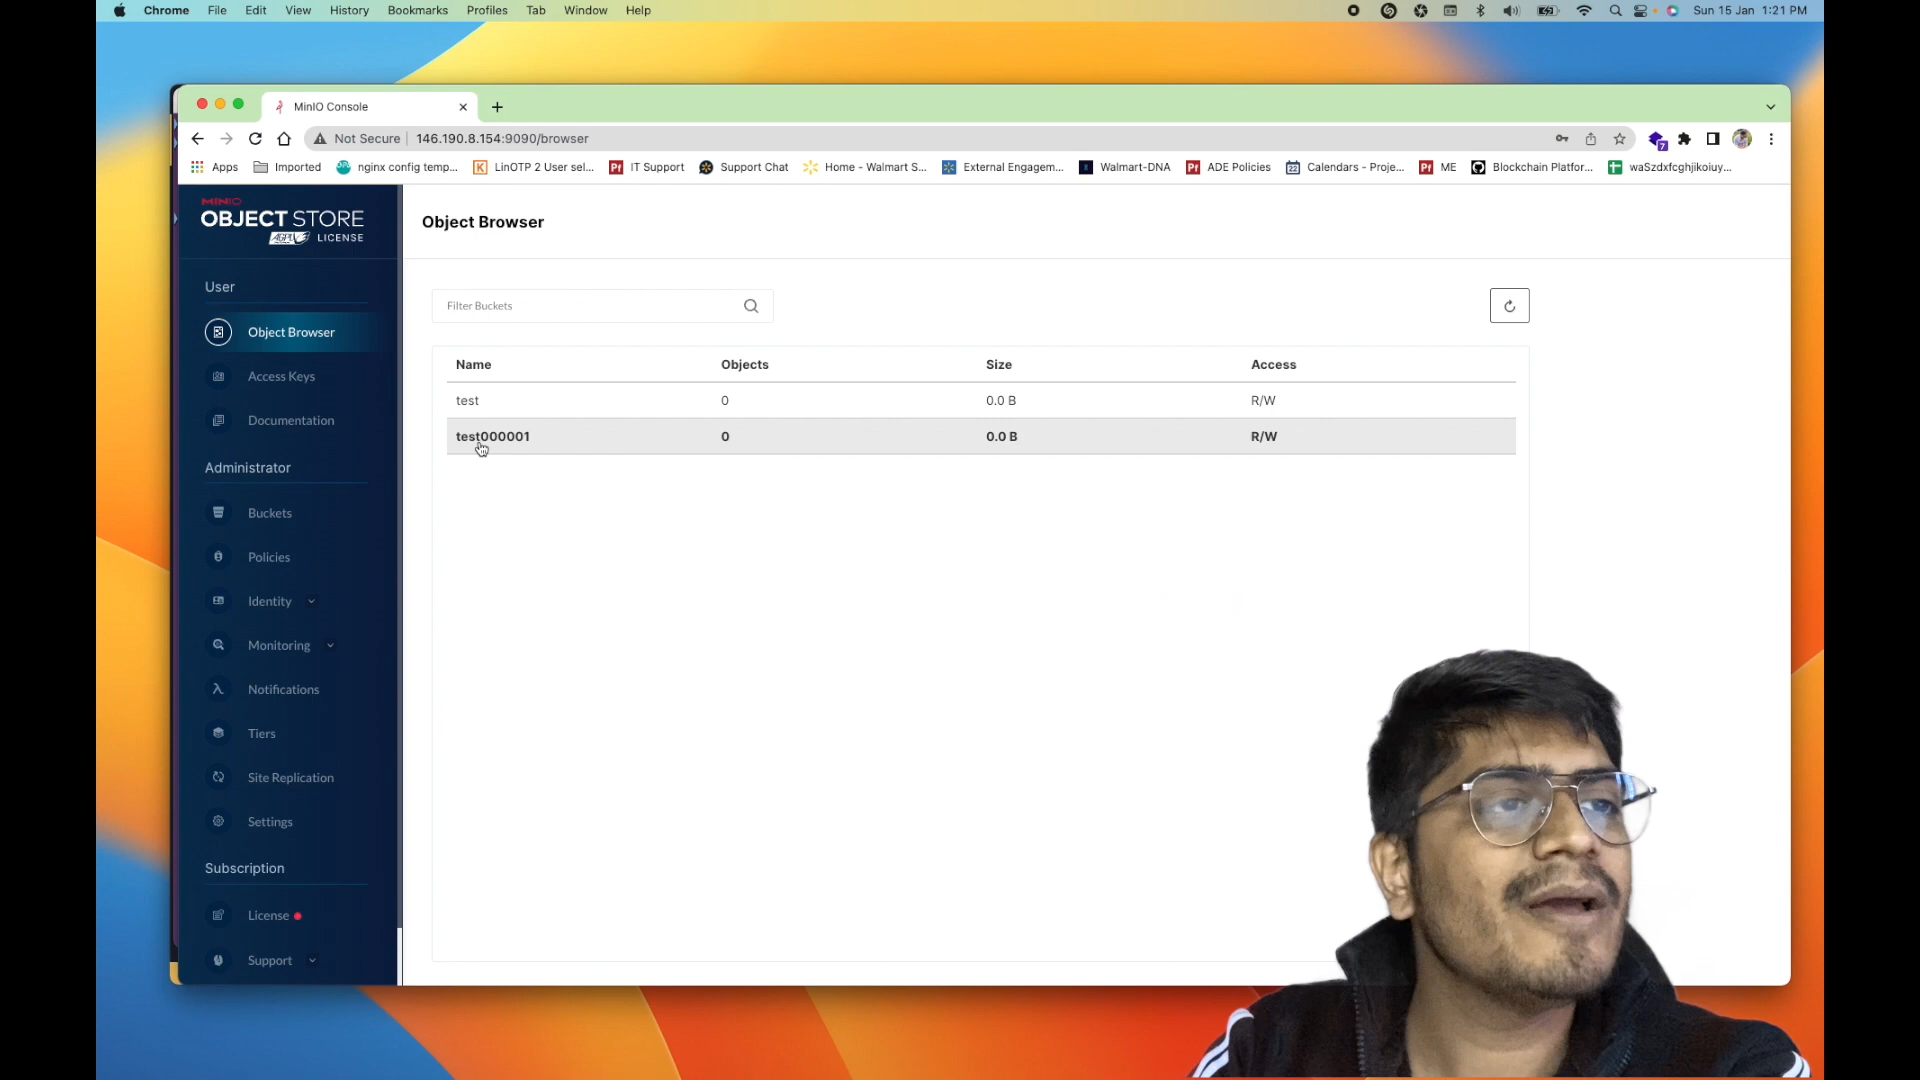 Chrome File Edit View History Bookmarks Profiles Tab Window Help
Sun 15 Jan 1:21 PM
MinIO Console
Not Secure 146.190.8.154:9090/browser
7
Apps Imported nginx config temp... LinOTP 2 User sel... IT Support Support Chat Home - Walmart S... External Engagem... Walmart-DNA ADE Policies Calendars - Proje... ME Blockchain Platfor... waSzdxfcghjikoiuy...
MINIO
OBJECT STORE
AGPL LICENSE
Object Browser
User
Object Browser
Access Keys
Documentation
Administrator
Buckets
Policies
Identity
Monitoring
Notifications
Tiers
Site Replication
Settings
Subscription
License
Support
Filter Buckets
Name Objects Size Access
test 0 0.0 B R/W
test000001 0 0.0 B R/W